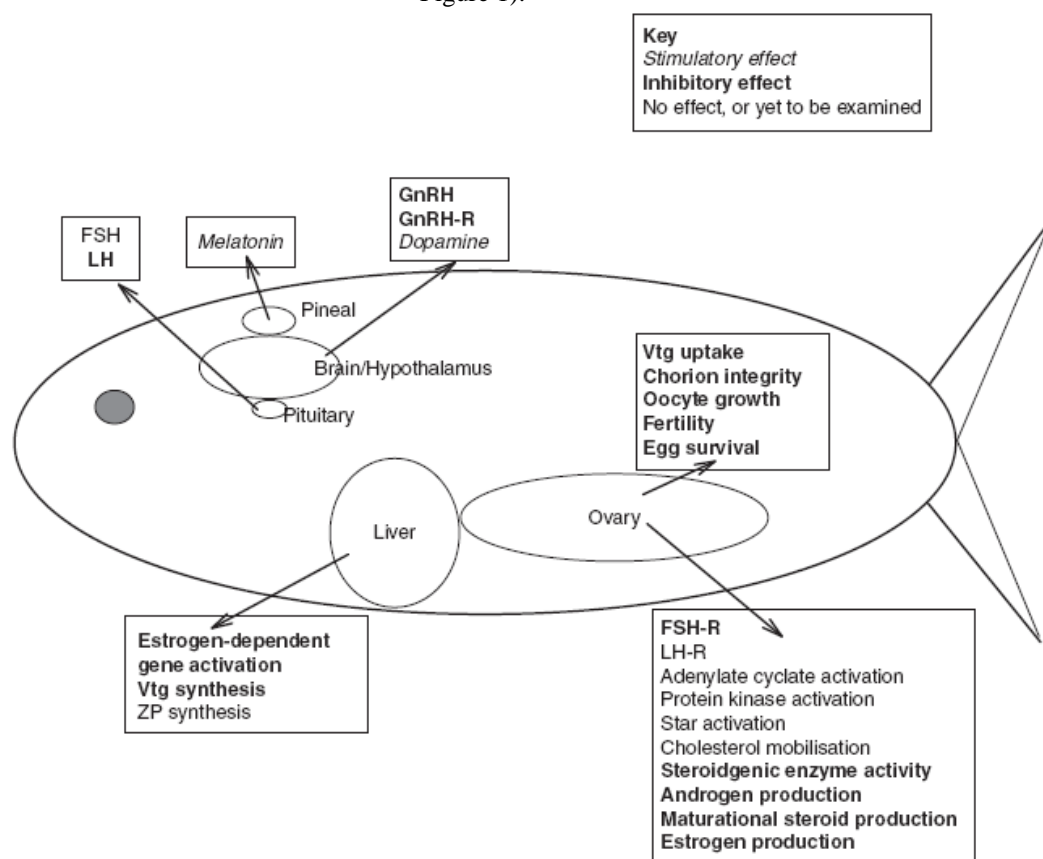 Figure 1).
Key
Stimulatory effect
Inhibitory effect
No effect, or yet to be examined
GnRH
GnRH-R
Dopamine
FSH
LH
Melatonin
Pineal
Brain/Hypothalamus
Pituitary
Vtg uptake
Chorion integrity
Oocyte growth
Fertility
Egg survival
Liver
Ovary
Estrogen-dependent
gene activation
Vtg synthesis
ZP synthesis
FSH-R
LH-R
Adenylate cyclate activation
Protein kinase activation
Star activation
Cholesterol mobilisation
Steroidgenic enzyme activity
Androgen production
Maturational steroid production
Estrogen production